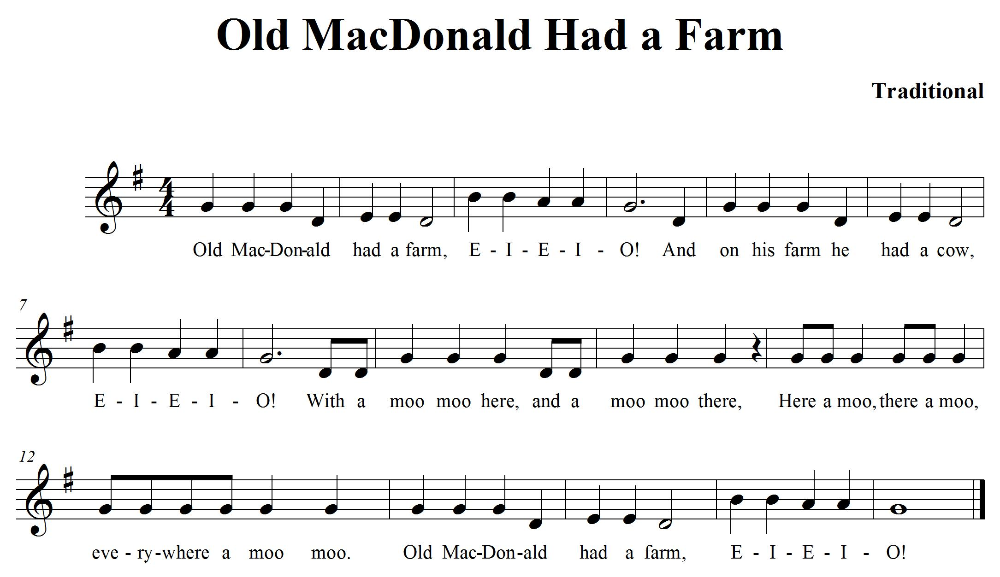 Old MacDonald Had a Farm
Traditional
4
4
Old Mac-Don-ald had a farm, E - I - E - I - O! And on his farm he had a cow,
7
E - I - E - I - O! With a moo moo here, and a moo moo there, Here a moo, there a moo,
12
eve - ry -where a moo moo. Old Mac-Don-ald had a farm, E - I - E - I - O!